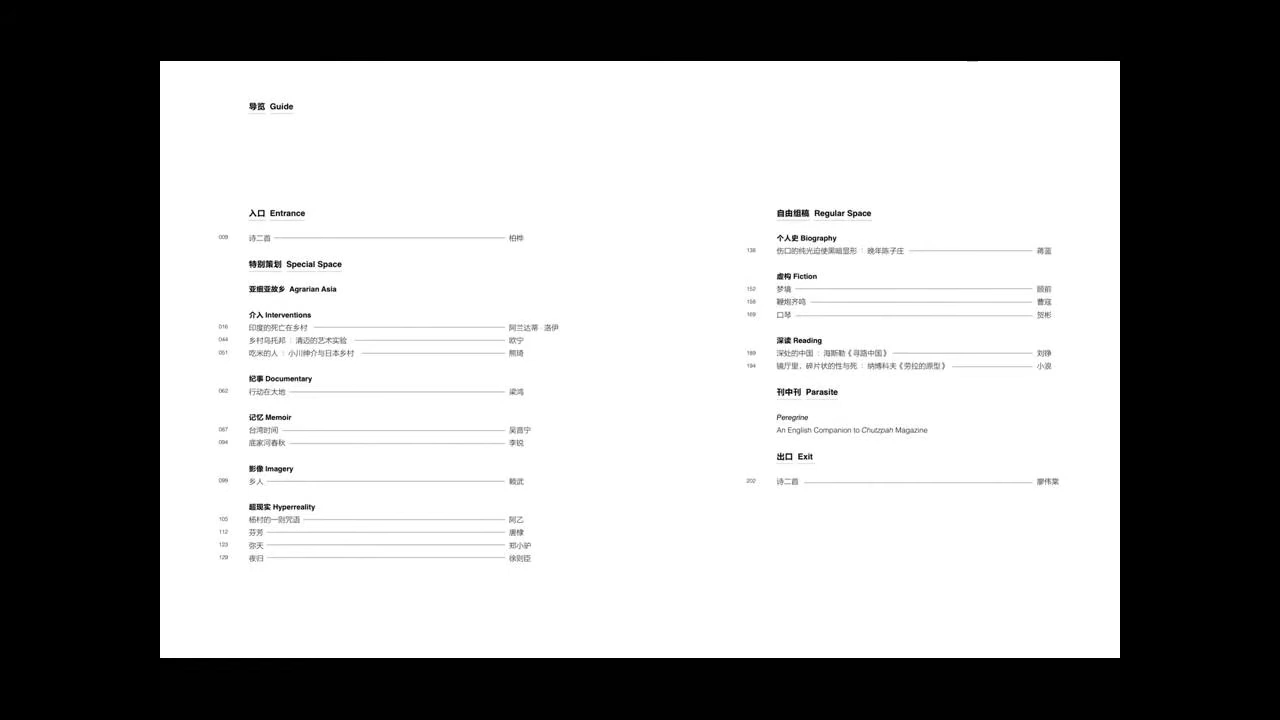 导览 Guide
入口 Entrance
009 诗二首 柏桦
特别策划 Special Space
亚细亚故乡 Agrarian Asia
介入 Interventions
016 印度的死亡在乡村 阿兰达蒂·洛伊
044 乡村乌托邦：清迈的艺术实验 欧宁
051 吃米的人：小川绅介与日本乡村 熊琦
纪事 Documentary
062 行动在大地 梁鸿
记忆 Memoir
087 台湾时间 吴音宁
094 底家河春秋 李锐
影像 Imagery
099 乡人 赖武
超现实 Hyperreality
105 杨村的一则咒语 阿乙
112 芬芳 唐棣
123 弥天 郑小驴
129 夜归 徐则臣
自由组稿 Regular Space
个人史 Biography
138 伤口的纯光迫使黑暗显形：晚年陈子庄 蒋蓝
虚构 Fiction
152 梦境 顾前
158 鞭炮齐鸣 曹寇
169 口琴 贺彬
深读 Reading
189 深处的中国：海斯勒《寻路中国》 刘铮
194 镜厅里，碎片状的性与死：纳博科夫《劳拉的原型》 小浪
刊中刊 Parasite
Peregrine
An English Companion to Chutzpah Magazine
出口 Exit
202 诗二首 廖伟棠